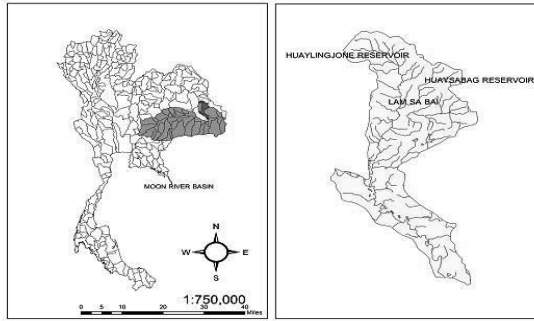 MOON RIVER BASIN
N
W E
S
1:750,000
0 5 10 20 30 40
Miles
HUAYLINGJONE RESERVOIR
HUAYSABAG RESERVOIR
LAM SA BAI